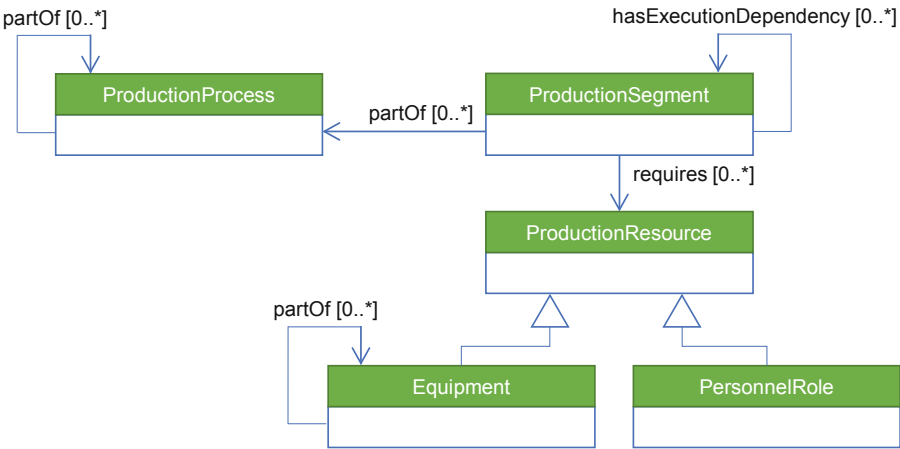 partOf [0..*]
hasExecutionDependency [0..*]
ProductionProcess
ProductionSegment
partOf [0..*]
requires [0..*]
ProductionResource
partOf [0..*]
Equipment
PersonnelRole